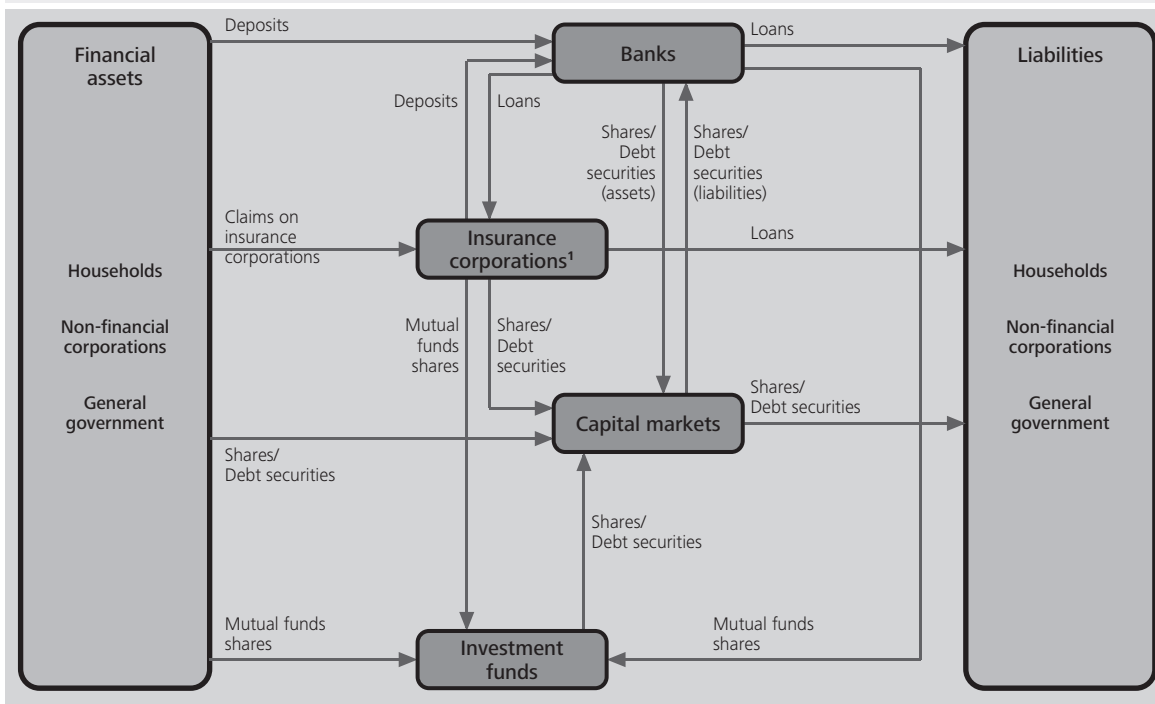 Deposits
Financial
assets
Banks
Loans
Liabilities
Deposits
Loans
Shares/
Debt
securities
(assets)
Shares/
Debt
securities
(liabilities)
Claims on
insurance
corporations
Insurance
corporations¹
Loans
Households
Non-financial
corporations
General
government
Households
Non-financial
corporations
General
government
Mutual
funds
shares
Shares/
Debt
securities
Capital markets
Shares/
Debt securities
Shares/
Debt securities
Shares/
Debt securities
Mutual funds
shares
Investment
funds
Mutual funds
shares